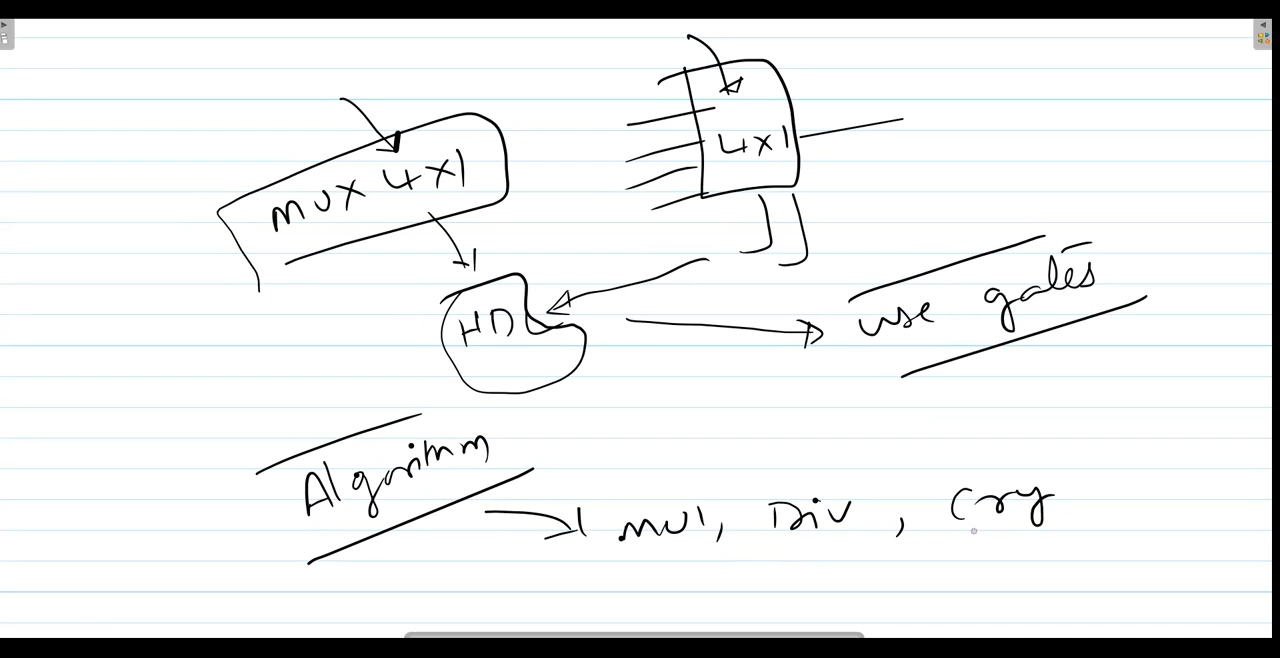 4x1
MUX 4x1
use gates
HD
Algorithm
mul, Div, Cry